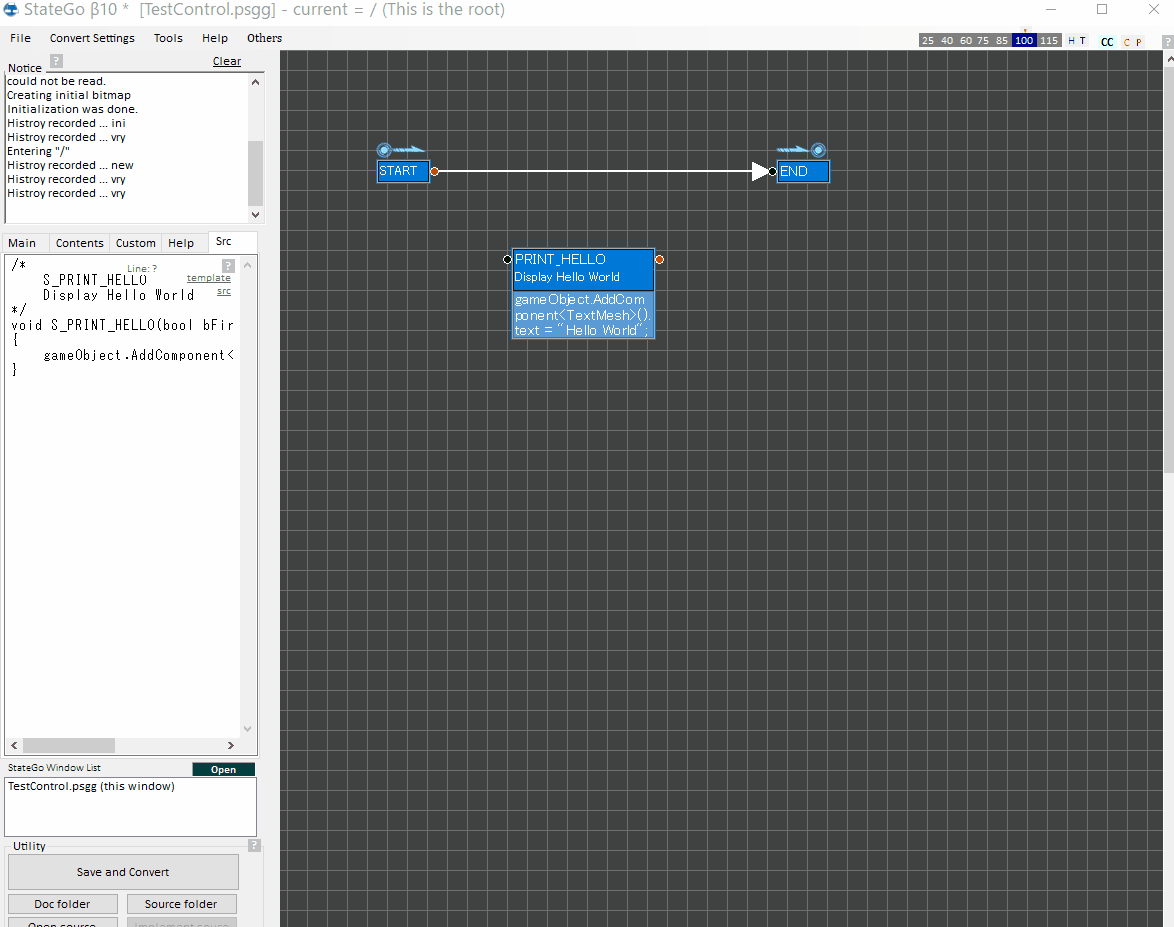 StateGo β10 *  [TestControl.psgg] - current = / (This is the root)
File Convert Settings Tools Help Others
25 40 60 75 85 100 115 H T CC C P ?
Notice ? Clear
could not be read.
Creating initial bitmap
Initialization was done.
Histroy recorded ... ini
Histroy recorded ... vry
Entering "/"
Histroy recorded ... new
Histroy recorded ... vry
Histroy recorded ... vry
Main Contents Custom Help Src
/*
Line: ? ?
S_PRINT_HELLO template
Display Hello World src
*/
void S_PRINT_HELLO(bool bFir
{
gameObject.AddComponent<
}
StateGo Window List Open
TestControl.psgg (this window)
Utility ?
Save and Convert
Doc folder Source folder
Open source
START END
PRINT_HELLO
Display Hello World
gameObject.AddCom
ponent<TextMesh>().
text = "Hello World";